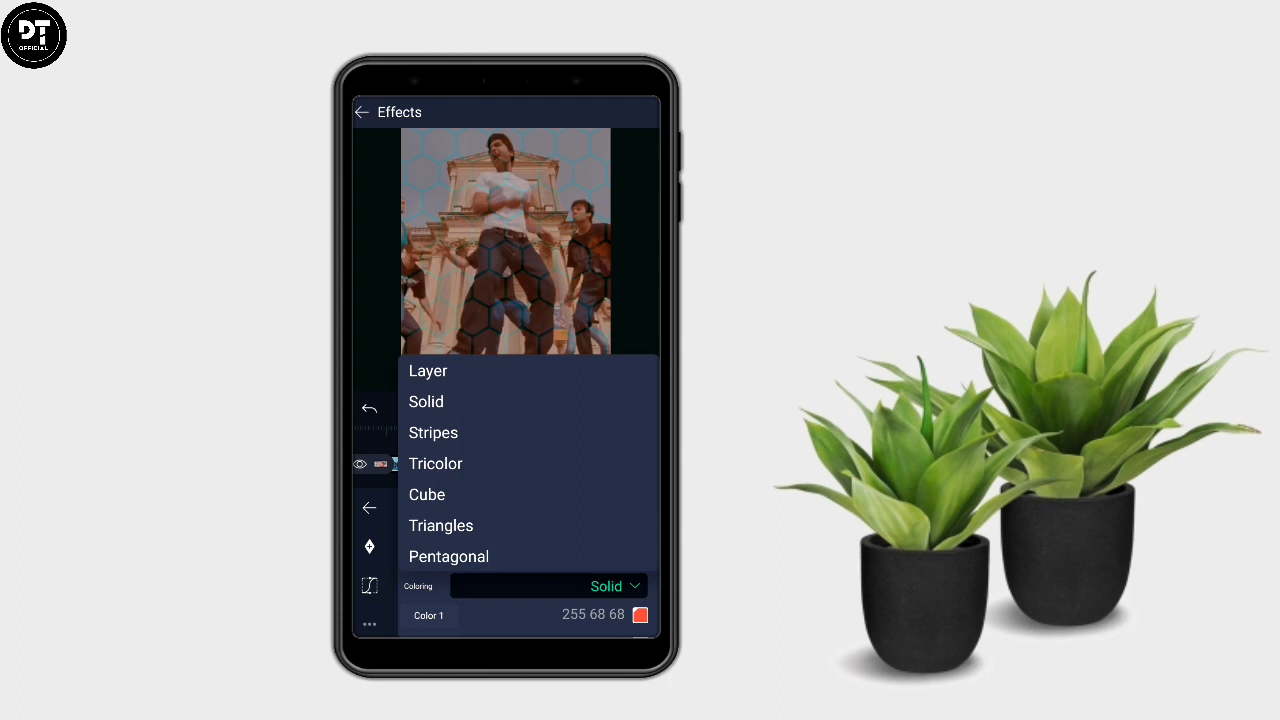 DT
OFFICIAL
Effects
Layer
Solid
Stripes
Tricolor
Cube
Triangles
Pentagonal
Coloring
Solid
Color 1
255 68 68